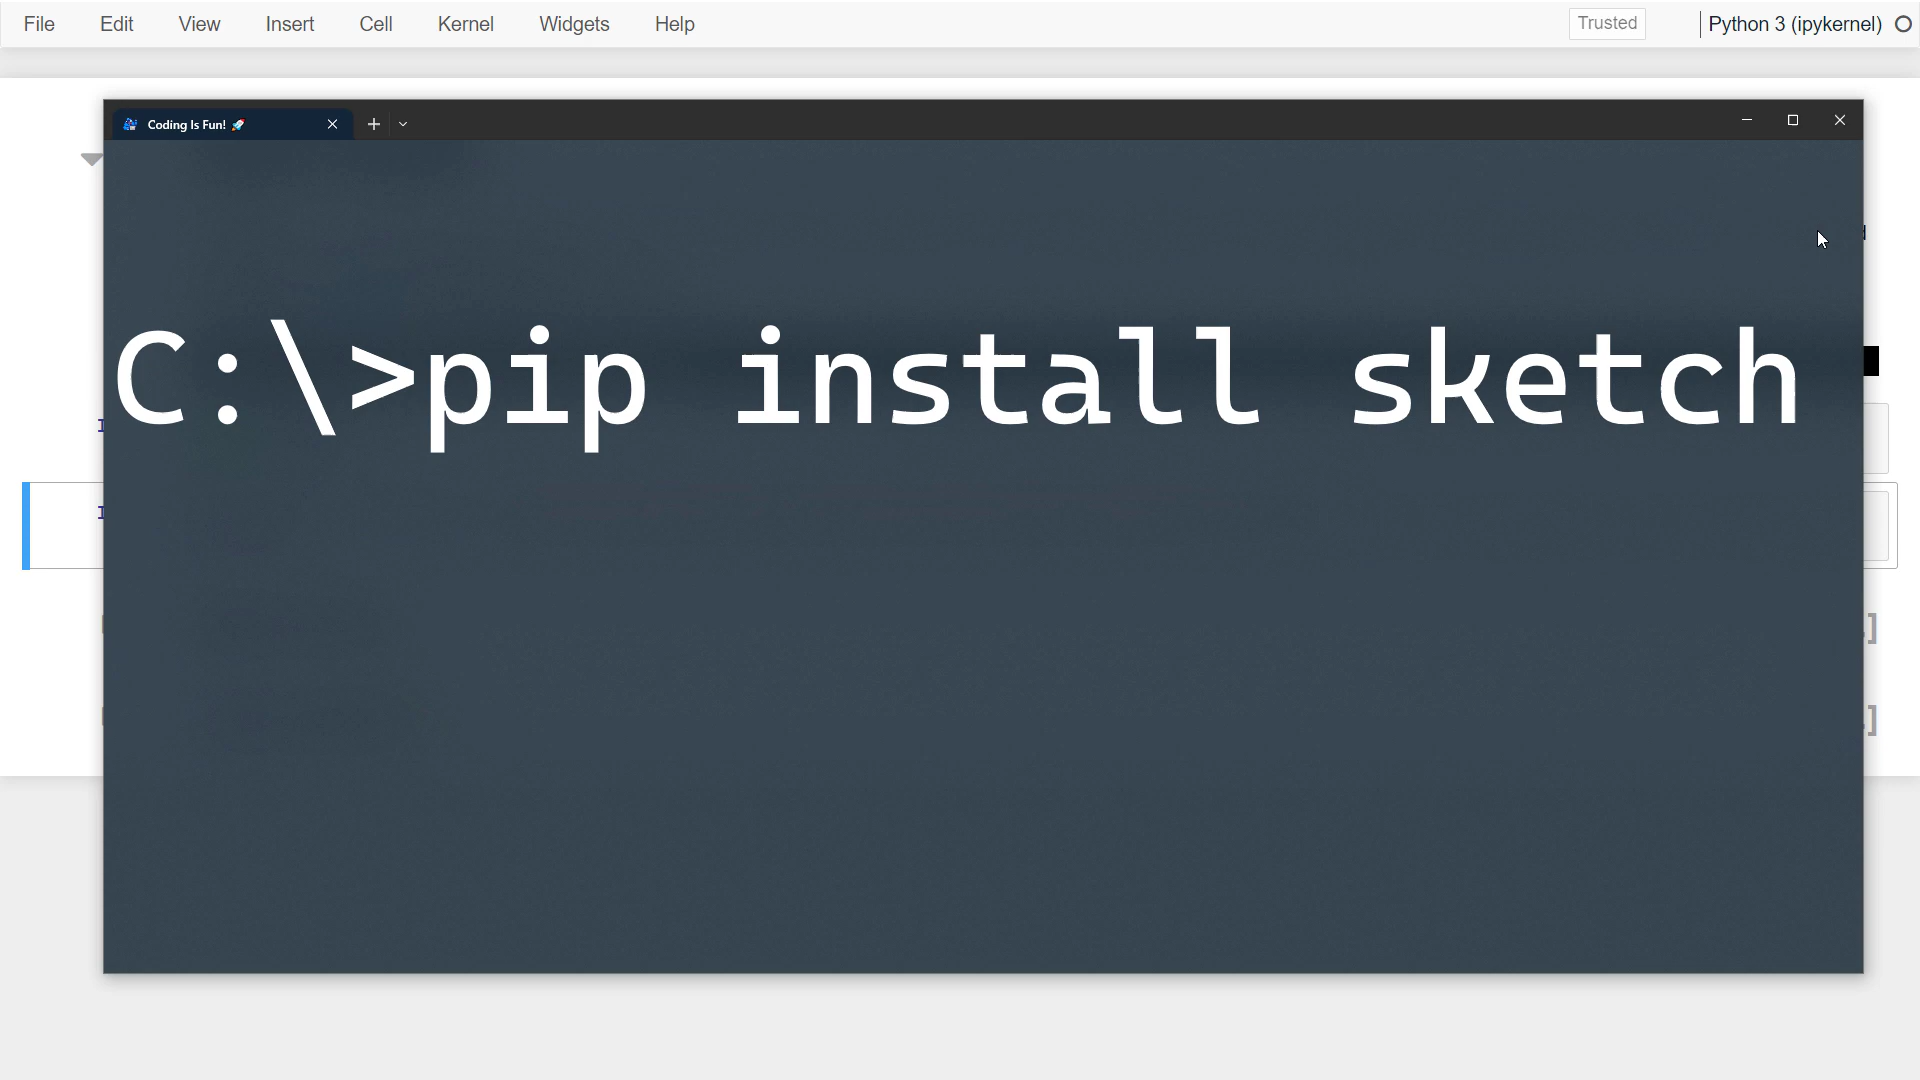 File Edit View Insert Cell Kernel Widgets Help Trusted Python 3 (ipykernel)
Coding Is Fun! 🚀
C:\>pip install sketch
]
]